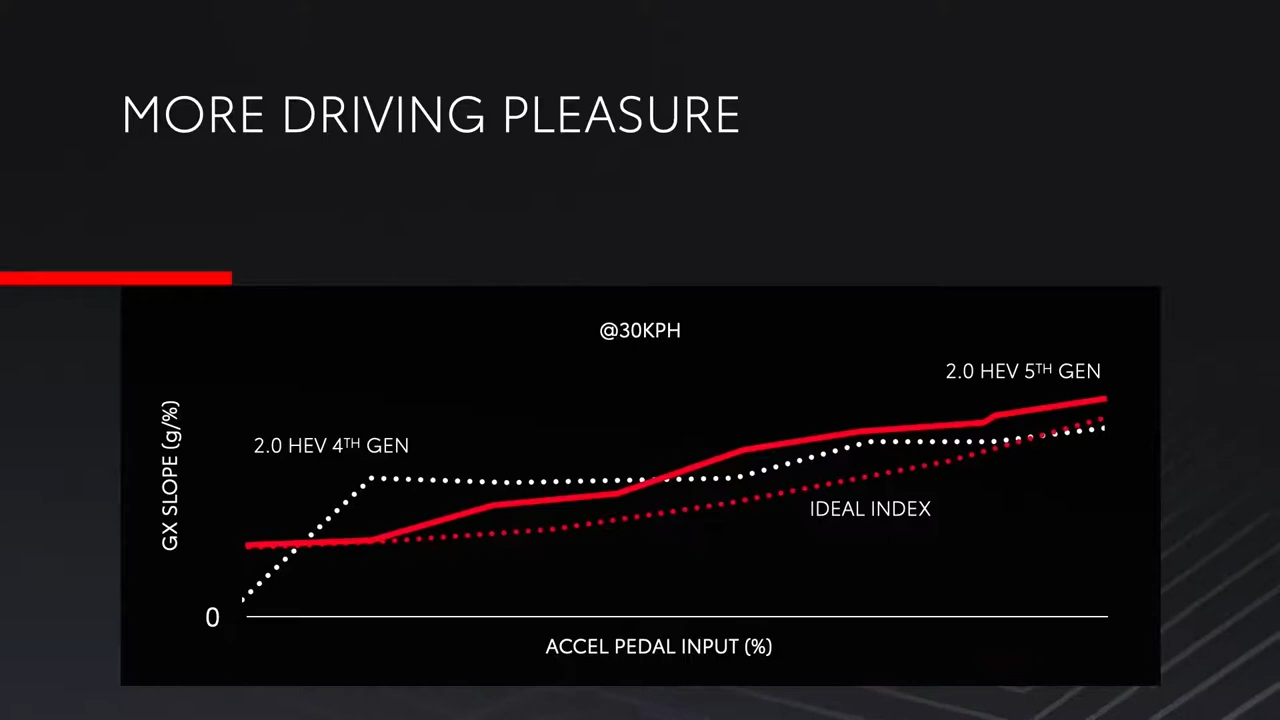 MORE DRIVING PLEASURE
@30KPH
2.0 HEV 5TH GEN
2.0 HEV 4TH GEN
GX SLOPE (g/%)
IDEAL INDEX
0
ACCEL PEDAL INPUT (%)